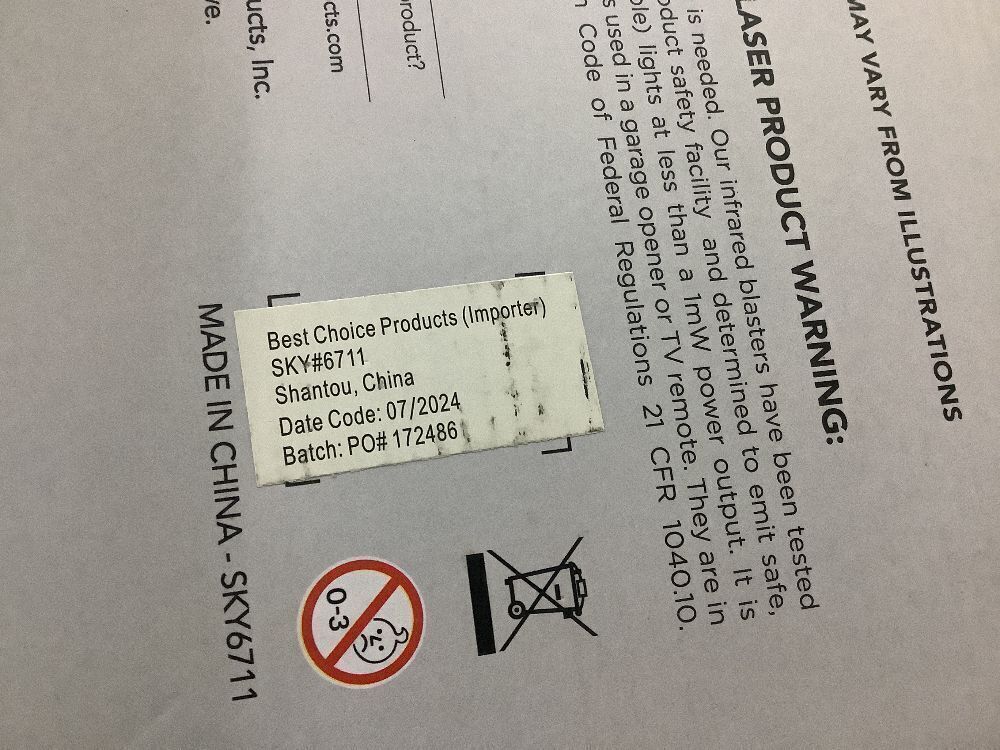 MAY VARY FROM ILLUSTRATIONS
LASER PRODUCT WARNING:
is needed. Our infrared blasters have been tested
product safety facility and determined to emit safe,
lights at less than a 1mW power output. It is
used in a garage opener or TV remote. They are in
Code of Federal Regulations 21 CFR 1040.10.
product?
cts.com
ucts, Inc.
ve.
Best Choice Products (Importer)
SKY#6711
Shantou, China
Date Code: 07/2024
Batch: PO# 172486
MADE IN CHINA - SKY6711
0-3